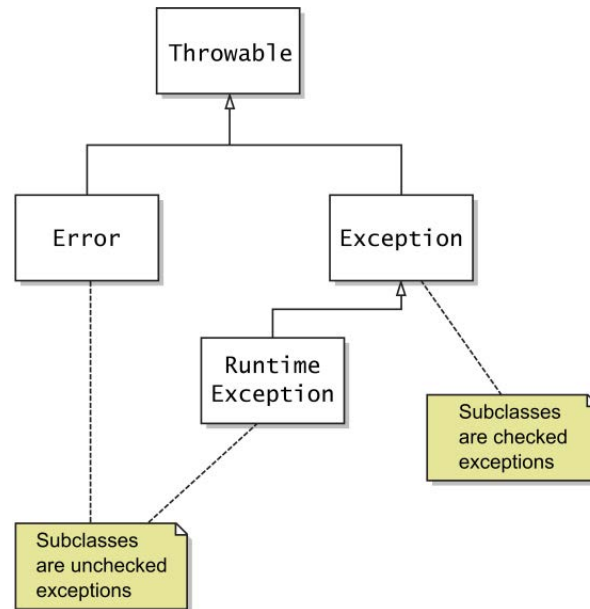 Throwable
Error
Exception
Runtime
Exception
Subclasses
are checked
exceptions
Subclasses
are unchecked
exceptions